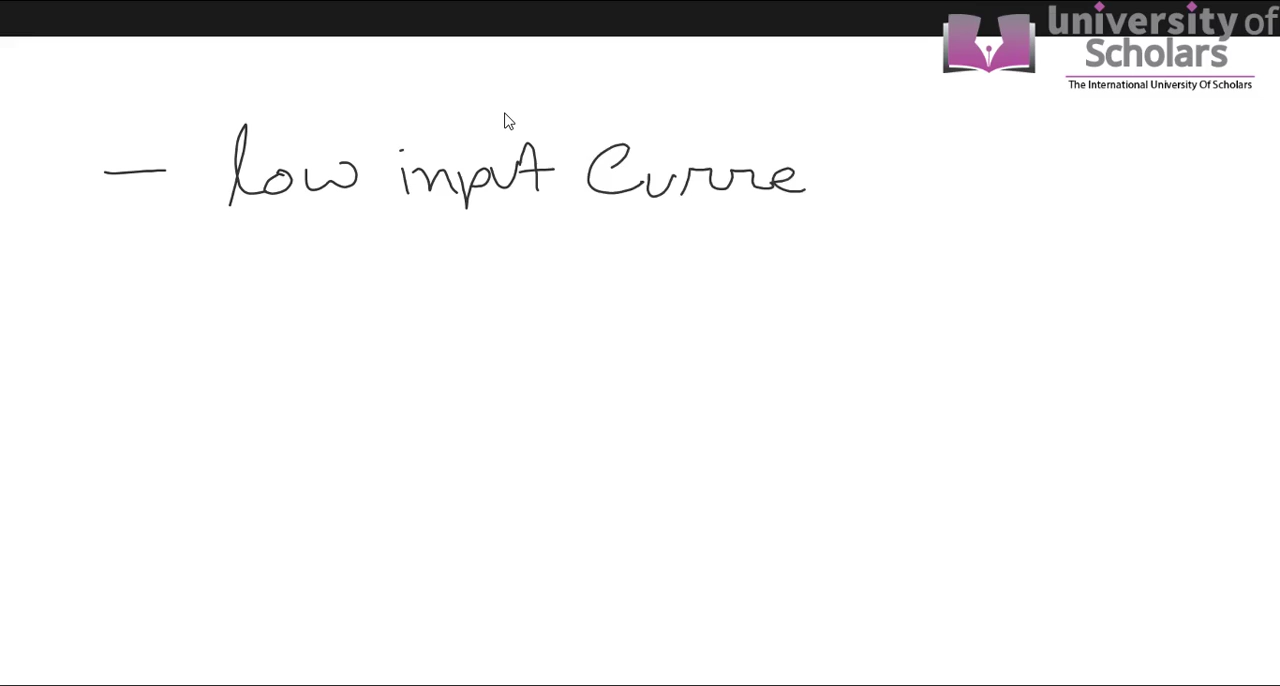 university of
Scholars
The International University Of Scholars
— low input Curre